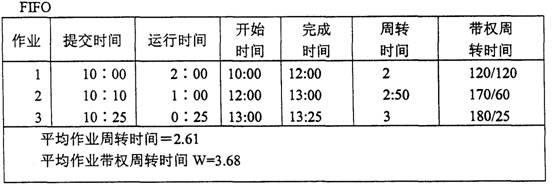 FIFO
作业 提交时间 运行时间 开始时间 完成时间 周转时间 带权周转时间
1 10：00 2：00 10:00 12:00 2 120/120
2 10：10 1：00 12:00 13:00 2:50 170/60
3 10：25 0：25 13:00 13:25 3 180/25
平均作业周转时间＝2.61
平均作业带权周转时间 W=3.68